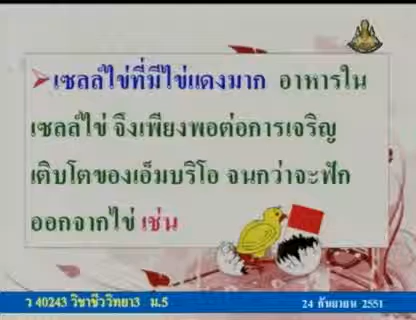 ➤เซลล์ไข่ที่มีไข่แดงมาก อาหารใน
เซลล์ไข่ จึงเพียงพอต่อการเจริญ
เติบโตของเอ็มบริโอ จนกว่าจะฟัก
ออกจากไข่ เช่น
ว 40243 วิชาชีววิทยา3 ม.5
24 กันยายน 2551